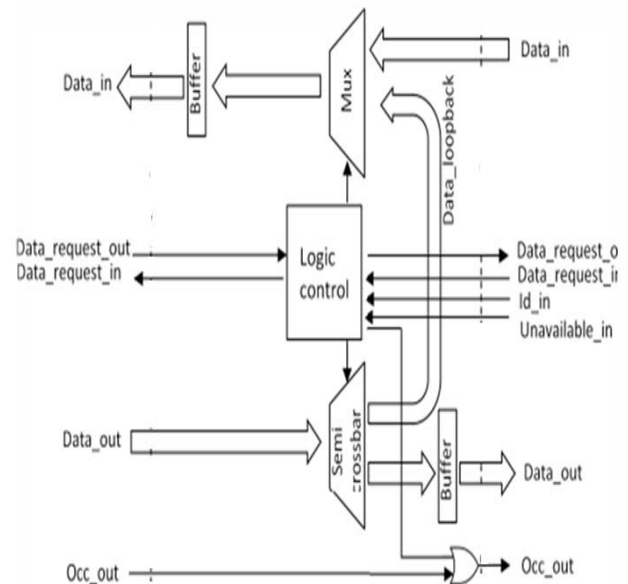 Data_in
Buffer
Mux
Data_in
Data_loopback
Data_request_out
Data_request_in
Logic
control
Data_request_o
Data_request_in
Id_in
Unavailable_in
Data_out
Semi
crossbar
Buffer
Data_out
Occ_out
Occ_out